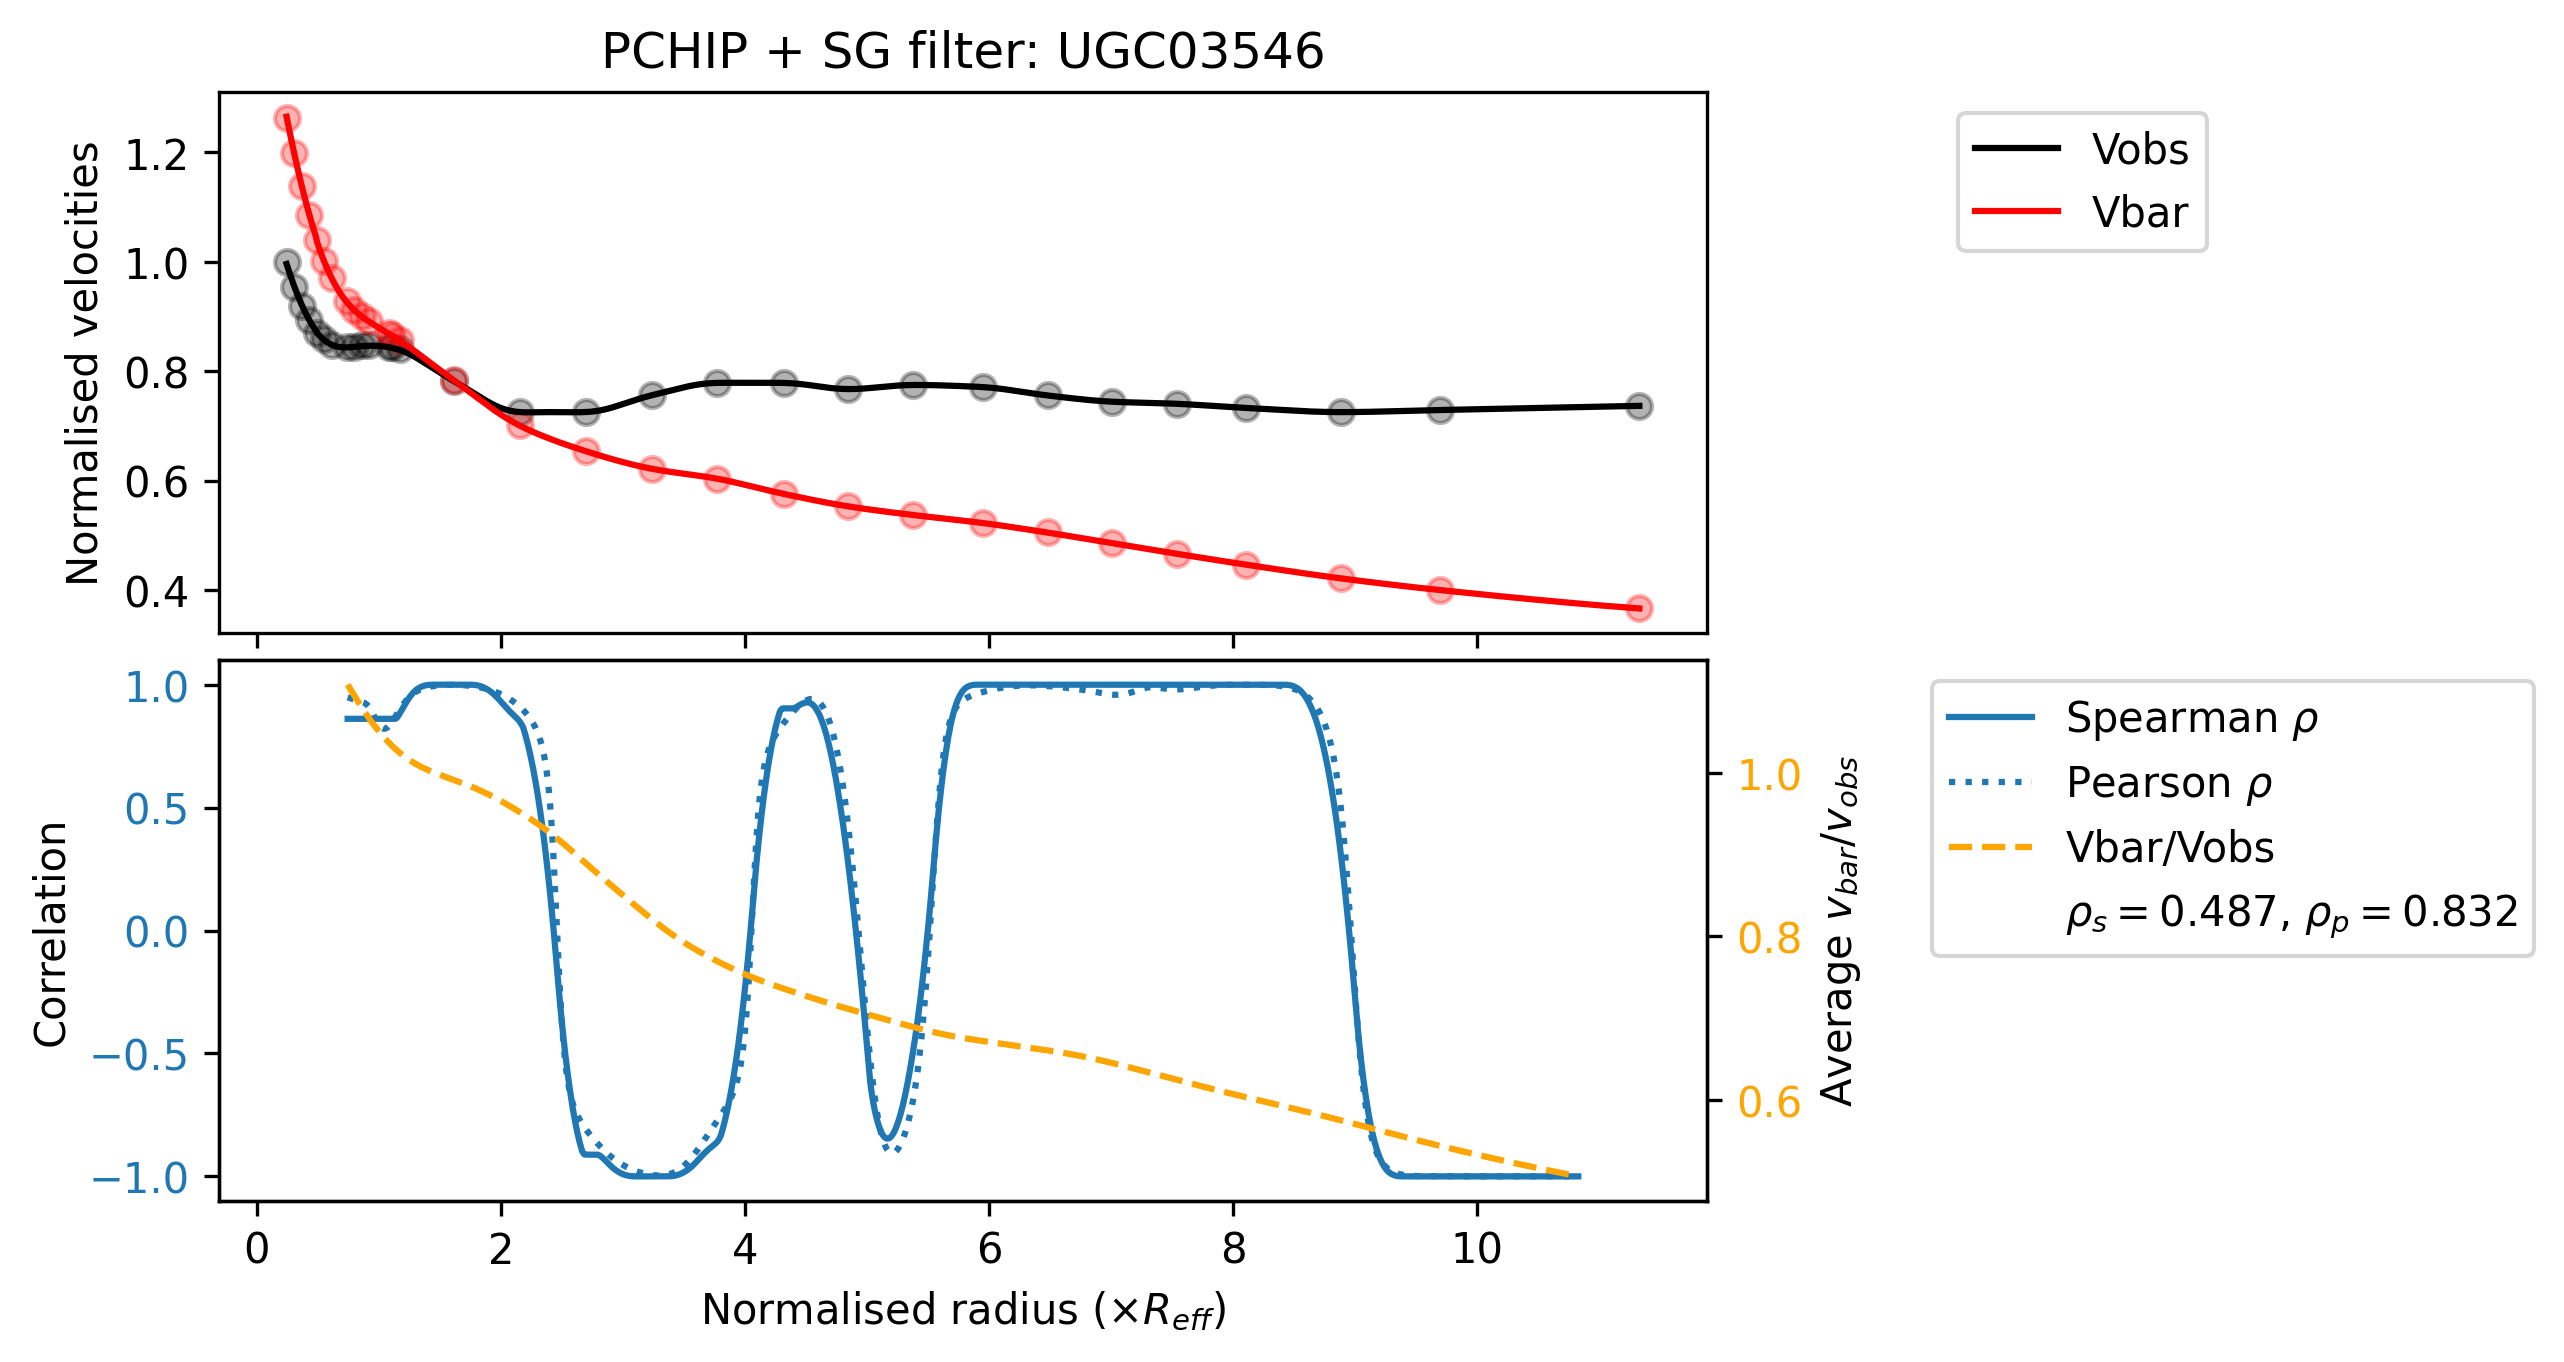 PCHIP + SG filter: UGC03546
Normalised velocities
1.2
1.0
0.8
0.6
0.4
Vobs
Vbar
Correlation
1.0
0.5
0.0
−0.5
−1.0
0
2
4
6
8
10
Normalised radius (×R_eff)
1.0
0.8
0.6
Average v_bar/v_obs
Spearman ρ
Pearson ρ
Vbar/Vobs
ρ_s = 0.487, ρ_p = 0.832